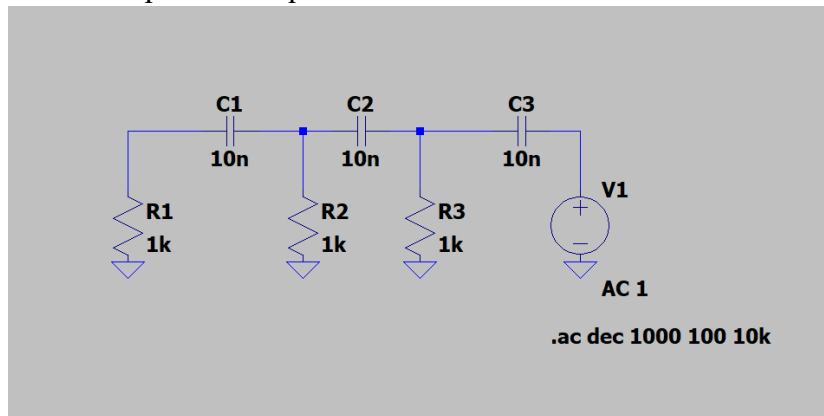 C1 C2 C3
10n 10n 10n
V1
R1 R2 R3
1k 1k 1k
AC 1
.ac dec 1000 100 10k